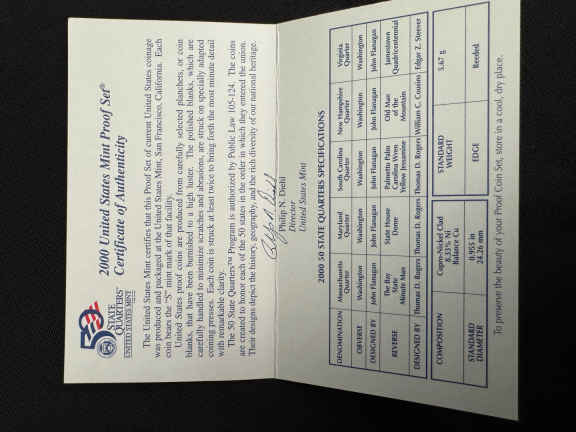 50
STATE
QUARTERS
UNITED STATES MINT
2000 United States Mint Proof Set®
Certificate of Authenticity
The United States Mint certifies that this Proof Set of current United States coinage
was produced and packaged at the United States Mint, San Francisco, California. Each
coin bears the "S" mint mark of that facility.
United States proof coins are produced from carefully selected planchets, or coin
blanks, that have been burnished to a high luster. The polished blanks, which are
carefully handled to minimize scratches and abrasions, are struck on specially adapted
coining presses. Each coin is struck at least twice to bring forth the most minute detail
with remarkable clarity.
The 50 State Quarters™ Program is authorized by Public Law 105-124. The coins
are created to honor each of the 50 states in the order in which they entered the union.
Their designs depict the history, geography, and the rich diversity of our national heritage.
Philip N. Diehl
Director
United States Mint
2000 50 STATE QUARTERS SPECIFICATIONS
DENOMINATION Massachusetts Quarter Maryland Quarter South Carolina Quarter New Hampshire Quarter Virginia Quarter
OBVERSE Washington Washington Washington Washington Washington
DESIGNED BY John Flanagan John Flanagan John Flanagan John Flanagan John Flanagan
REVERSE The Bay State Minute Man State House Dome Palmetto Palm Carolina Wren Yellow Jessamine Old Man of the Mountain Jamestown Quadricentennial
DESIGNED BY Thomas D. Rogers Thomas D. Rogers Thomas D. Rogers William C. Cousins Edgar Z. Steever
COMPOSITION Cupro-Nickel Clad 8.33% Ni Balance Cu STANDARD WEIGHT 5.67 g
STANDARD DIAMETER 0.955 in 24.26 mm EDGE Reeded
To preserve the beauty of your Proof Coin Set, store in a cool, dry place.